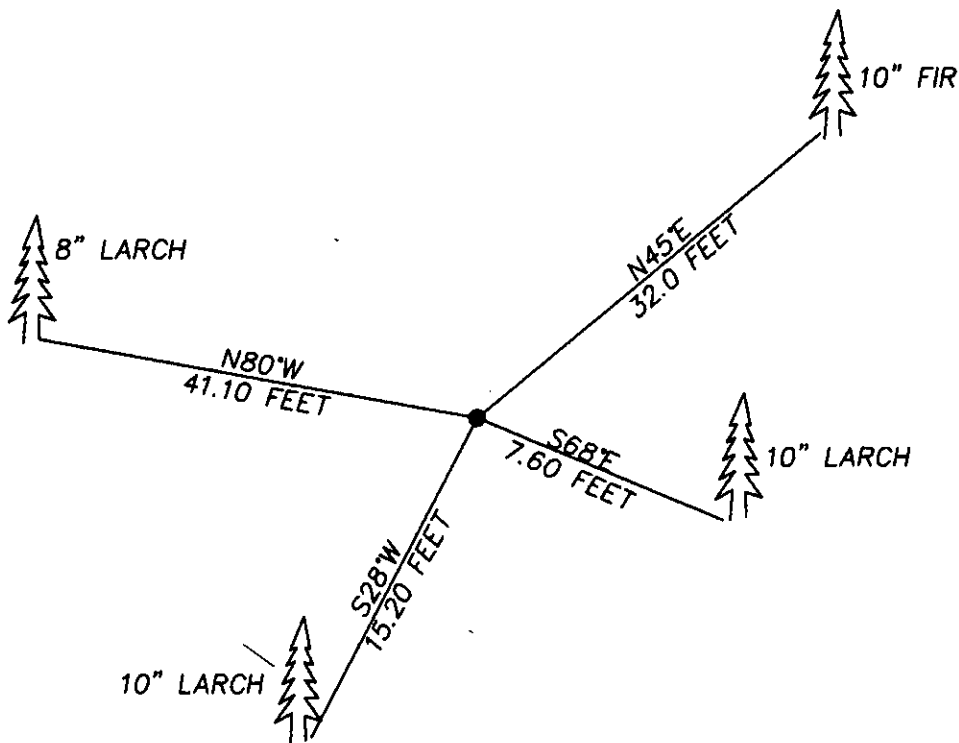 10" FIR
8" LARCH
N45°E
32.0 FEET
N80°W
41.10 FEET
S68°E
7.60 FEET
10" LARCH
S28°W
15.20 FEET
10" LARCH